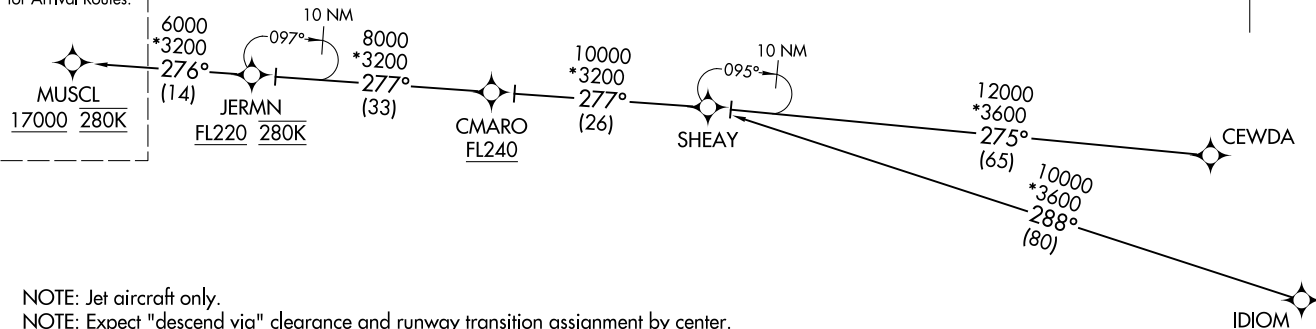 for Arrival Routes.
6000
*3200
276°
(14)
10 NM
097°
8000
*3200
277°
(33)
10000
*3200
277°
(26)
10 NM
095°
12000
*3600
275°
(65)
10000
*3600
288°
(80)
MUSCL
17000 280K
JERMN
FL220 280K
CMARO
FL240
SHEAY
CEWDA
IDIOM
NOTE: Jet aircraft only.
NOTE: Expect "descend via" clearance and runway transition assignment by center.